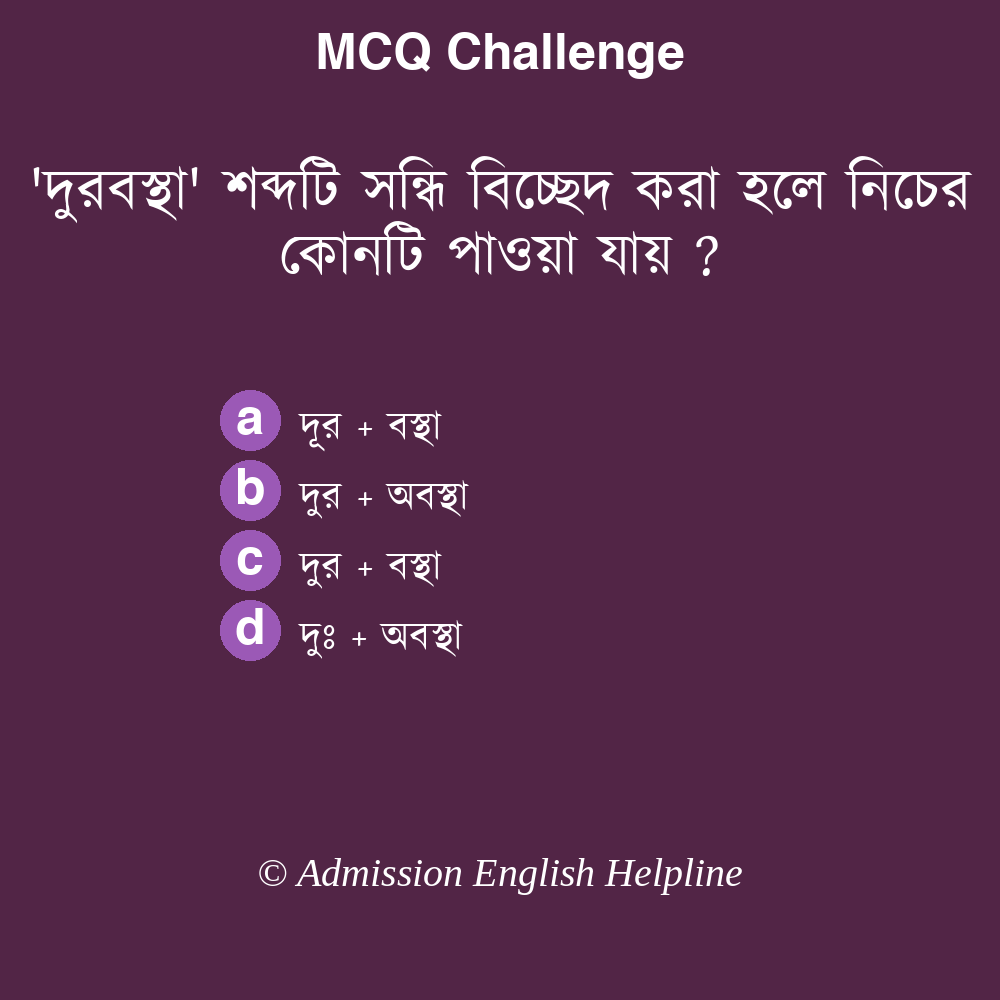 MCQ Challenge
'দুরবস্থা' শব্দটি সন্ধি বিচ্ছেদ করা হলে নিচের
কোনটি পাওয়া যায় ?
a দূর + বস্থা
b দুর + অবস্থা
c দুর + বস্থা
d দুঃ + অবস্থা
© Admission English Helpline